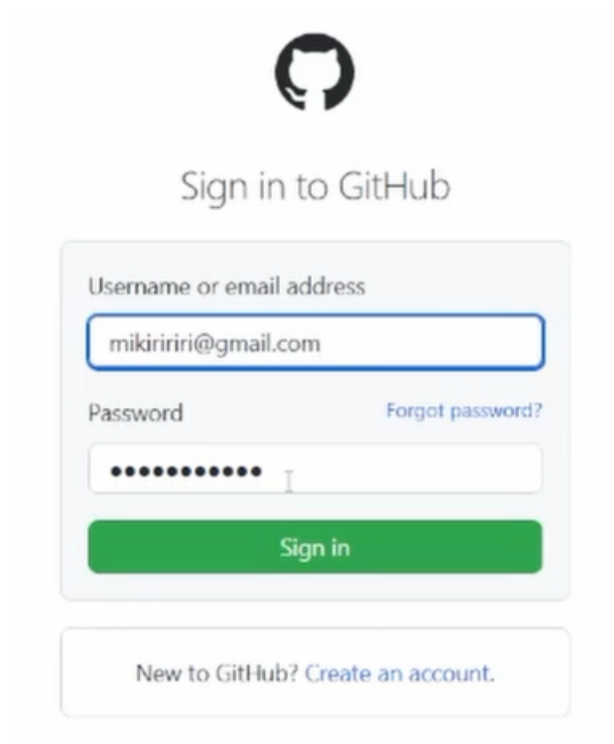 Sign in to GitHub
Username or email address
mikiriririri@gmail.com
Password Forgot password?
•••••••••••
Sign in
New to GitHub? Create an account.